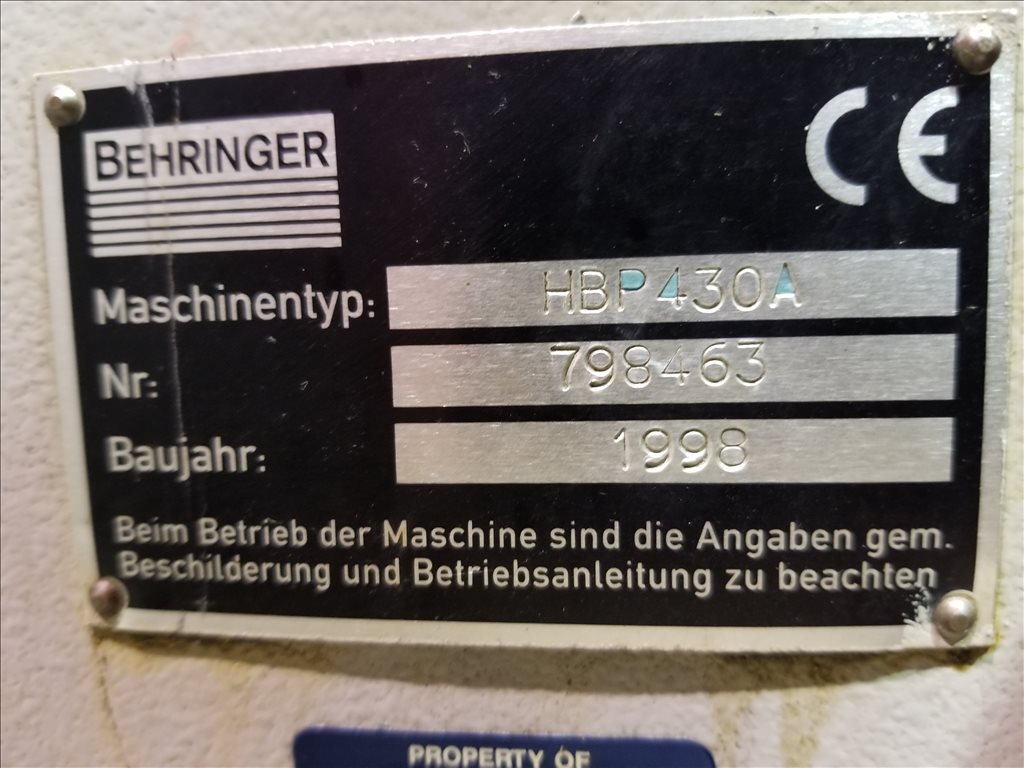 BEHRINGER
CE
Maschinentyp: HBP430A
Nr: 798463
Baujahr: 1998
Beim Betrieb der Maschine sind die Angaben gem.
Beschilderung und Betriebsanleitung zu beachten
PROPERTY OF